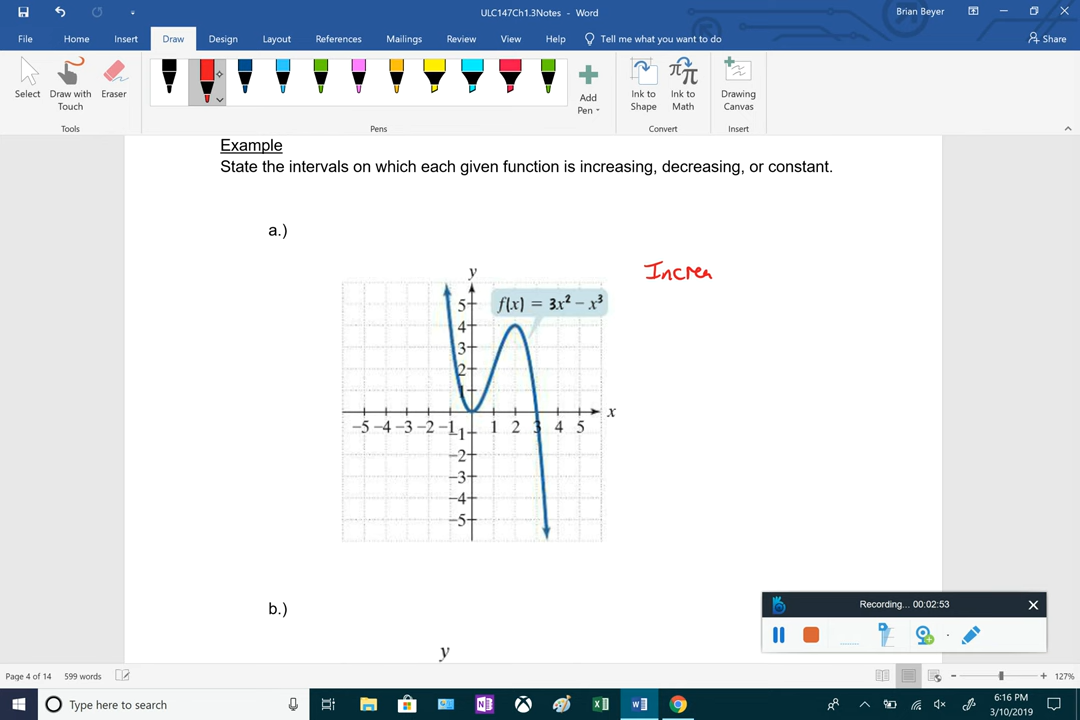 ULC147Ch1.3Notes - Word
Brian Beyer
File Home Insert Draw Design Layout References Mailings Review View Help Tell me what you want to do Share
Select
Draw with Touch
Eraser
Add Pen
Ink to Shape
Ink to Math
Drawing Canvas
Tools Pens Convert Insert
Example
State the intervals on which each given function is increasing, decreasing, or constant.
a.)
Increa
y
f(x) = 3x² – x³
5
4
3
2
1
x
-5 -4 -3 -2 -1 1 2 3 4 5
-1
-2
-3
-4
-5
b.)
y
Recording... 00:02:53
Page 4 of 14 599 words 127%
Type here to search
6:16 PM
3/10/2019